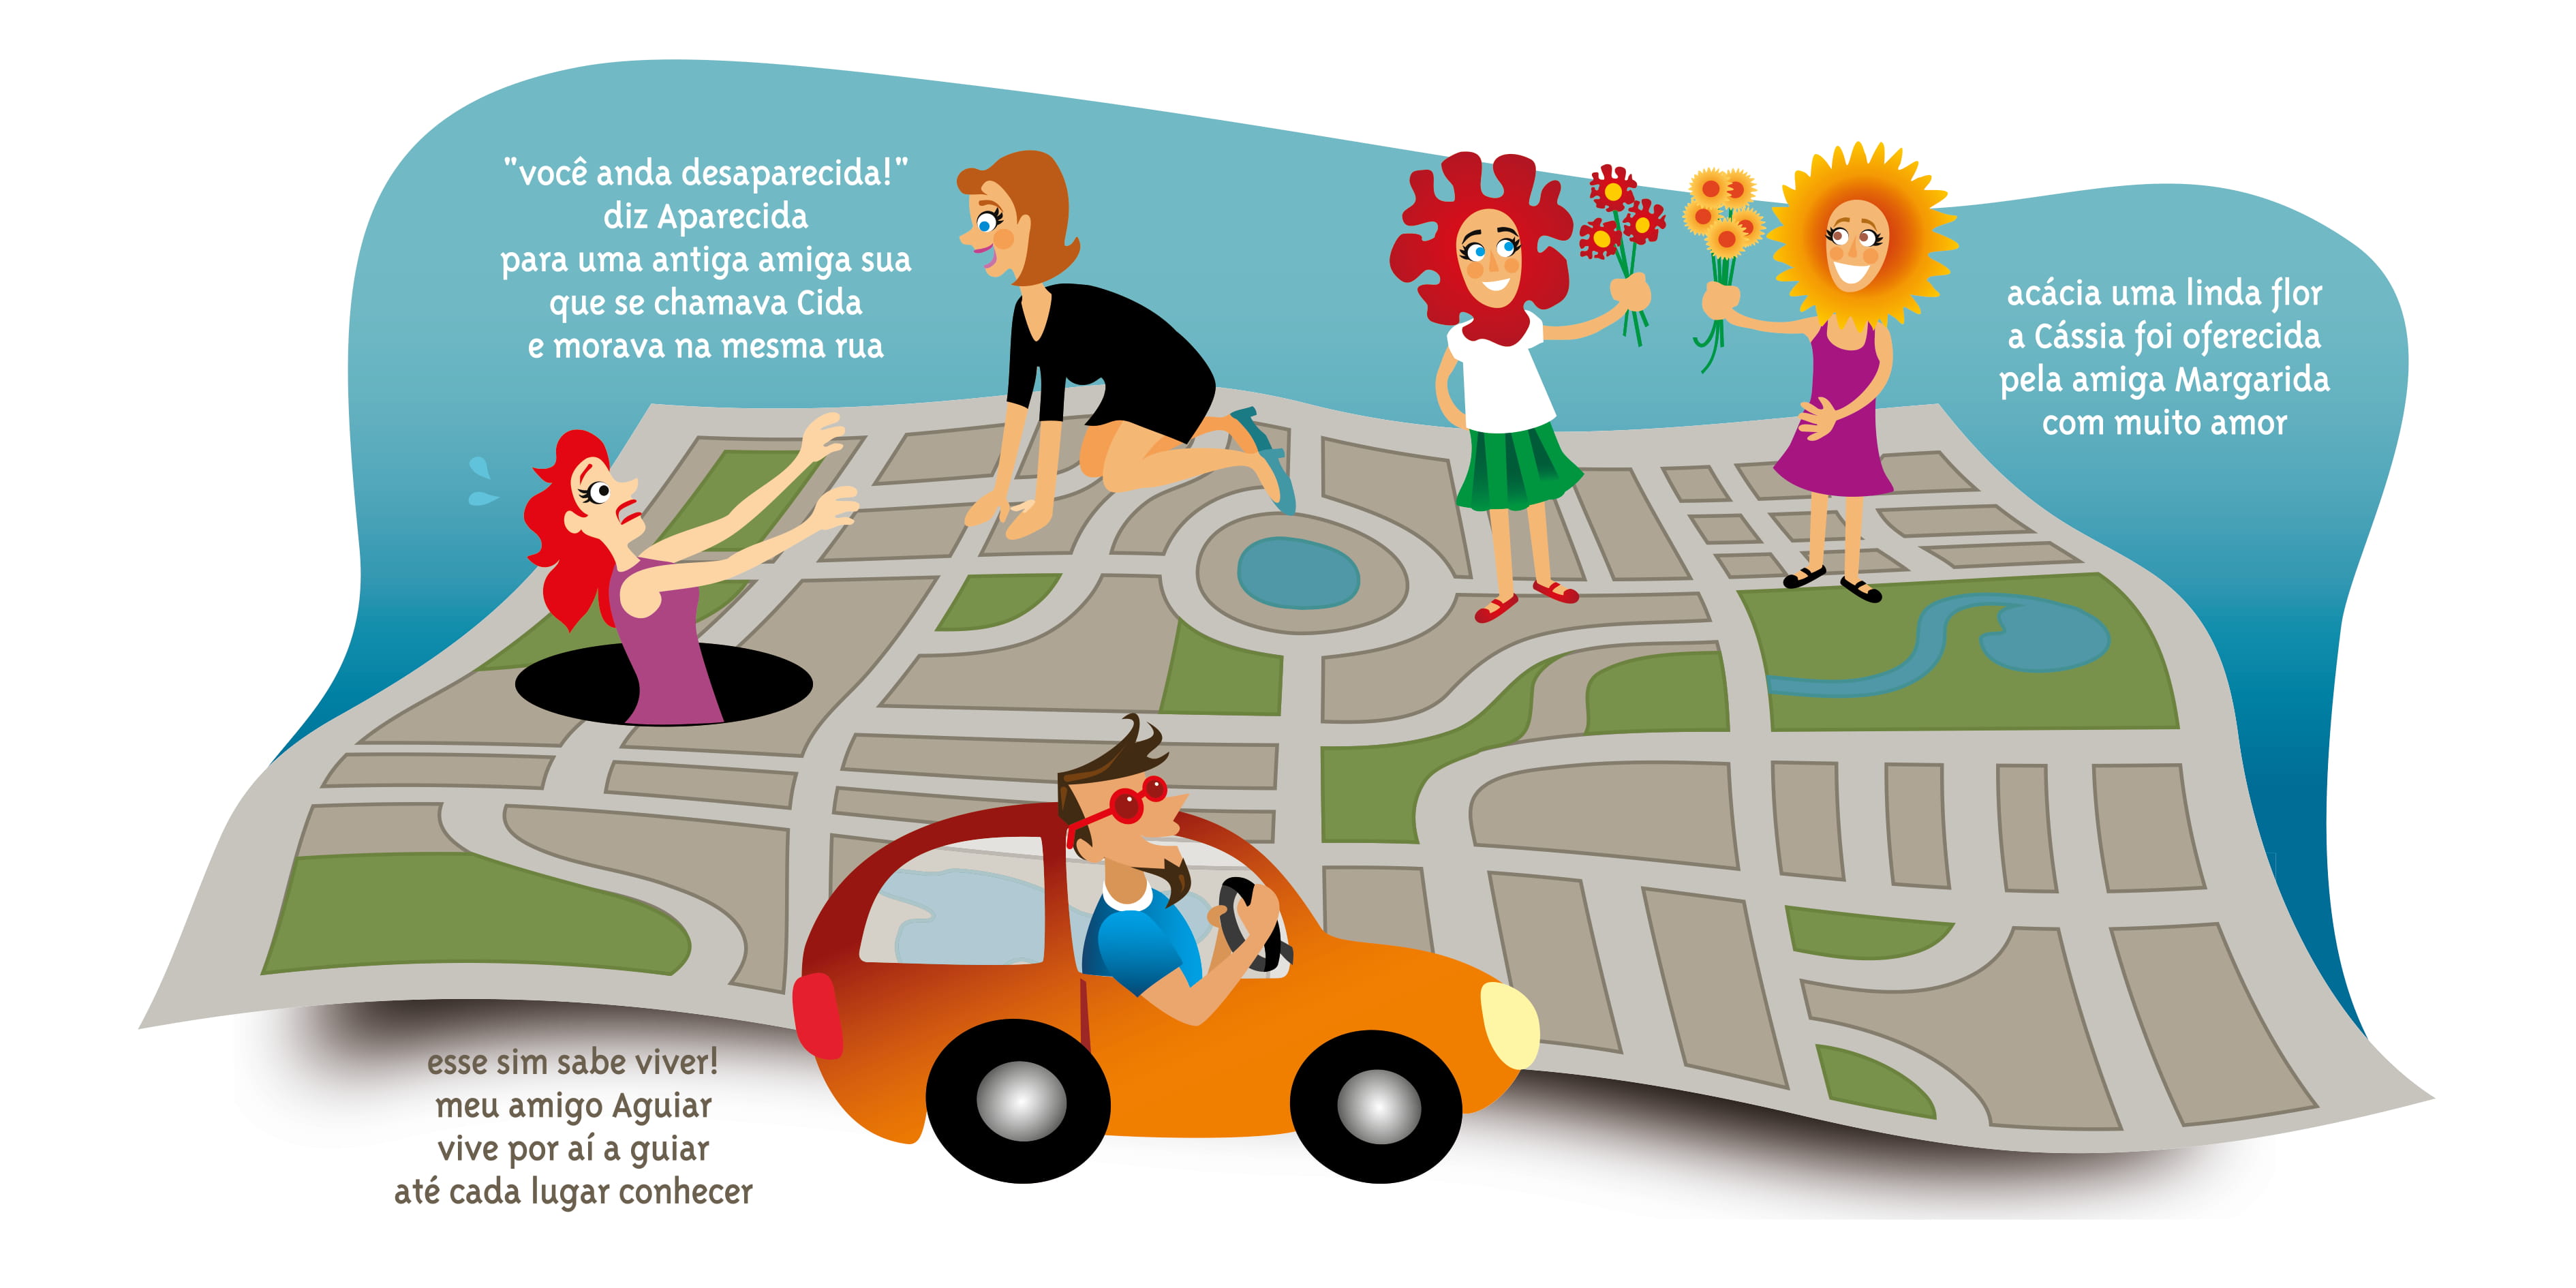 "você anda desaparecida!"
diz Aparecida
para uma antiga amiga sua
que se chamava Cida
e morava na mesma rua
acácia uma linda flor
a Cássia foi oferecida
pela amiga Margarida
com muito amor
esse sim sabe viver!
meu amigo Aguiar
vive por aí a guiar
até cada lugar conhecer